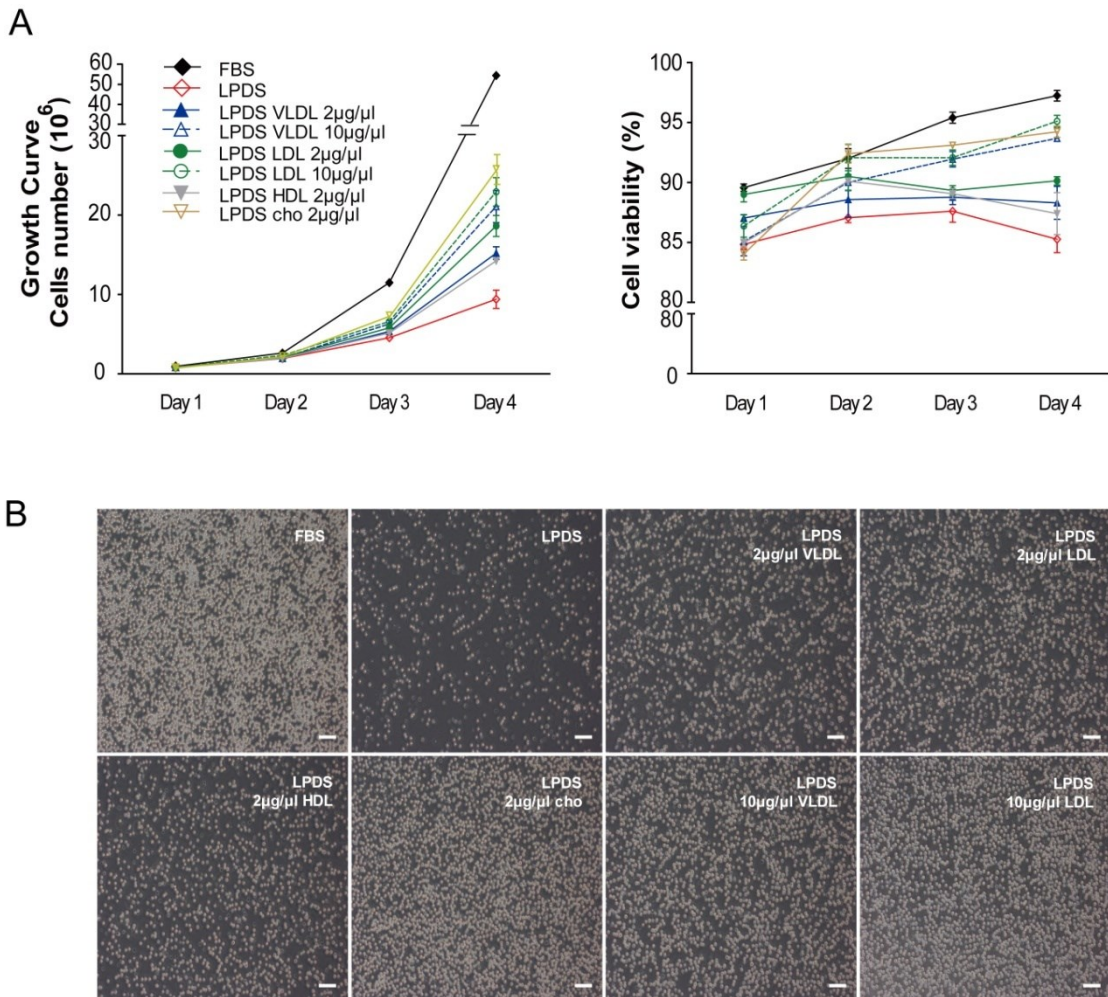 A
Growth Curve
Cells number (10⁶)
60
50
40
30
30
20
10
0
FBS
LPDS
LPDS VLDL 2µg/µl
LPDS VLDL 10µg/µl
LPDS LDL 2µg/µl
LPDS LDL 10µg/µl
LPDS HDL 2µg/µl
LPDS cho 2µg/µl
Day 1 Day 2 Day 3 Day 4
Cell viability (%)
100
95
90
85
80
80
0
Day 1 Day 2 Day 3 Day 4
B
FBS
LPDS
LPDS
2µg/µl VLDL
LPDS
2µg/µl LDL
LPDS
2µg/µl HDL
LPDS
2µg/µl cho
LPDS
10µg/µl VLDL
LPDS
10µg/µl LDL